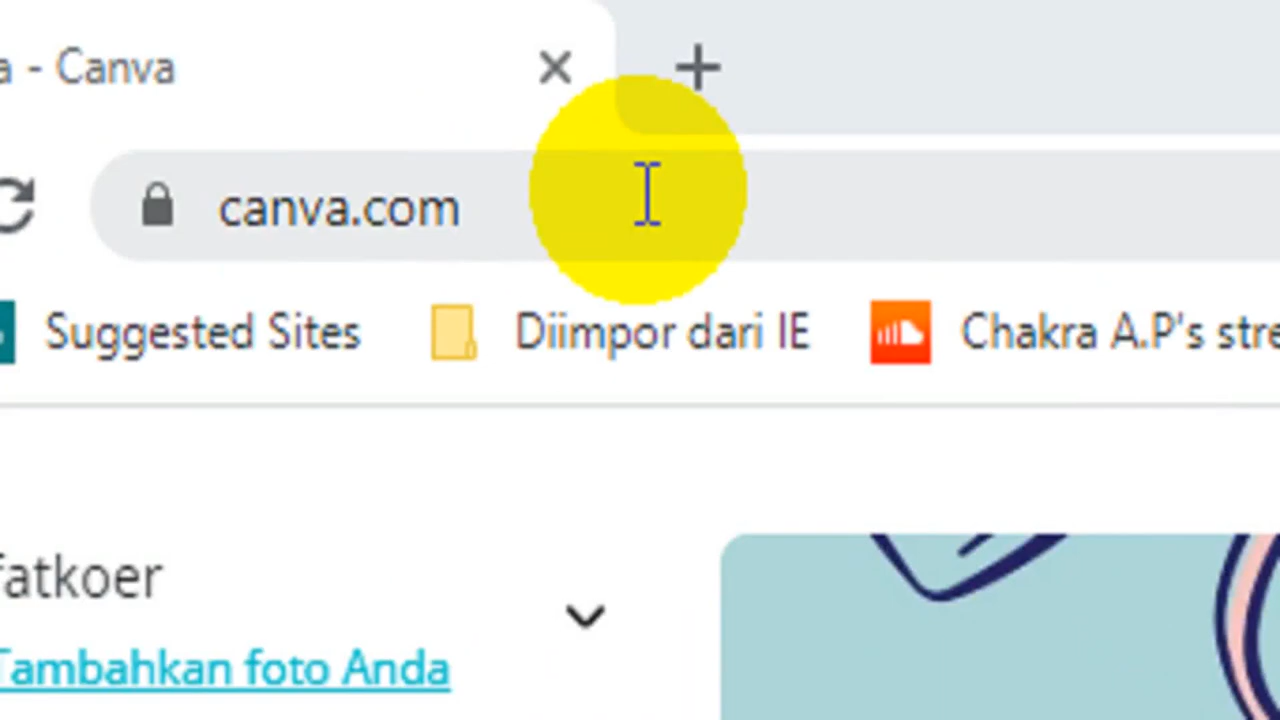 a - Canva
canva.com
Suggested Sites Diimpor dari IE Chakra A.P's stre
fatkoer
Tambahkan foto Anda